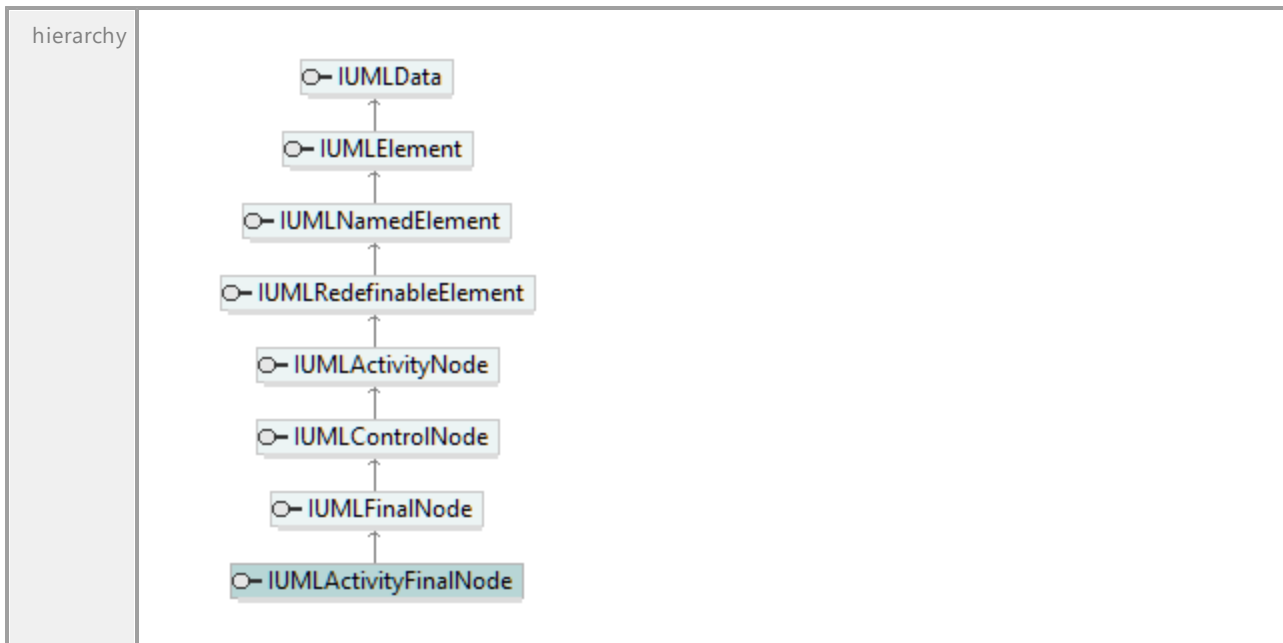 hierarchy
IUMLData
IUMLElement
IUMLNamedElement
IUMLRedefinableElement
IUMLActivityNode
IUMLControlNode
IUMLFinalNode
IUMLActivityFinalNode